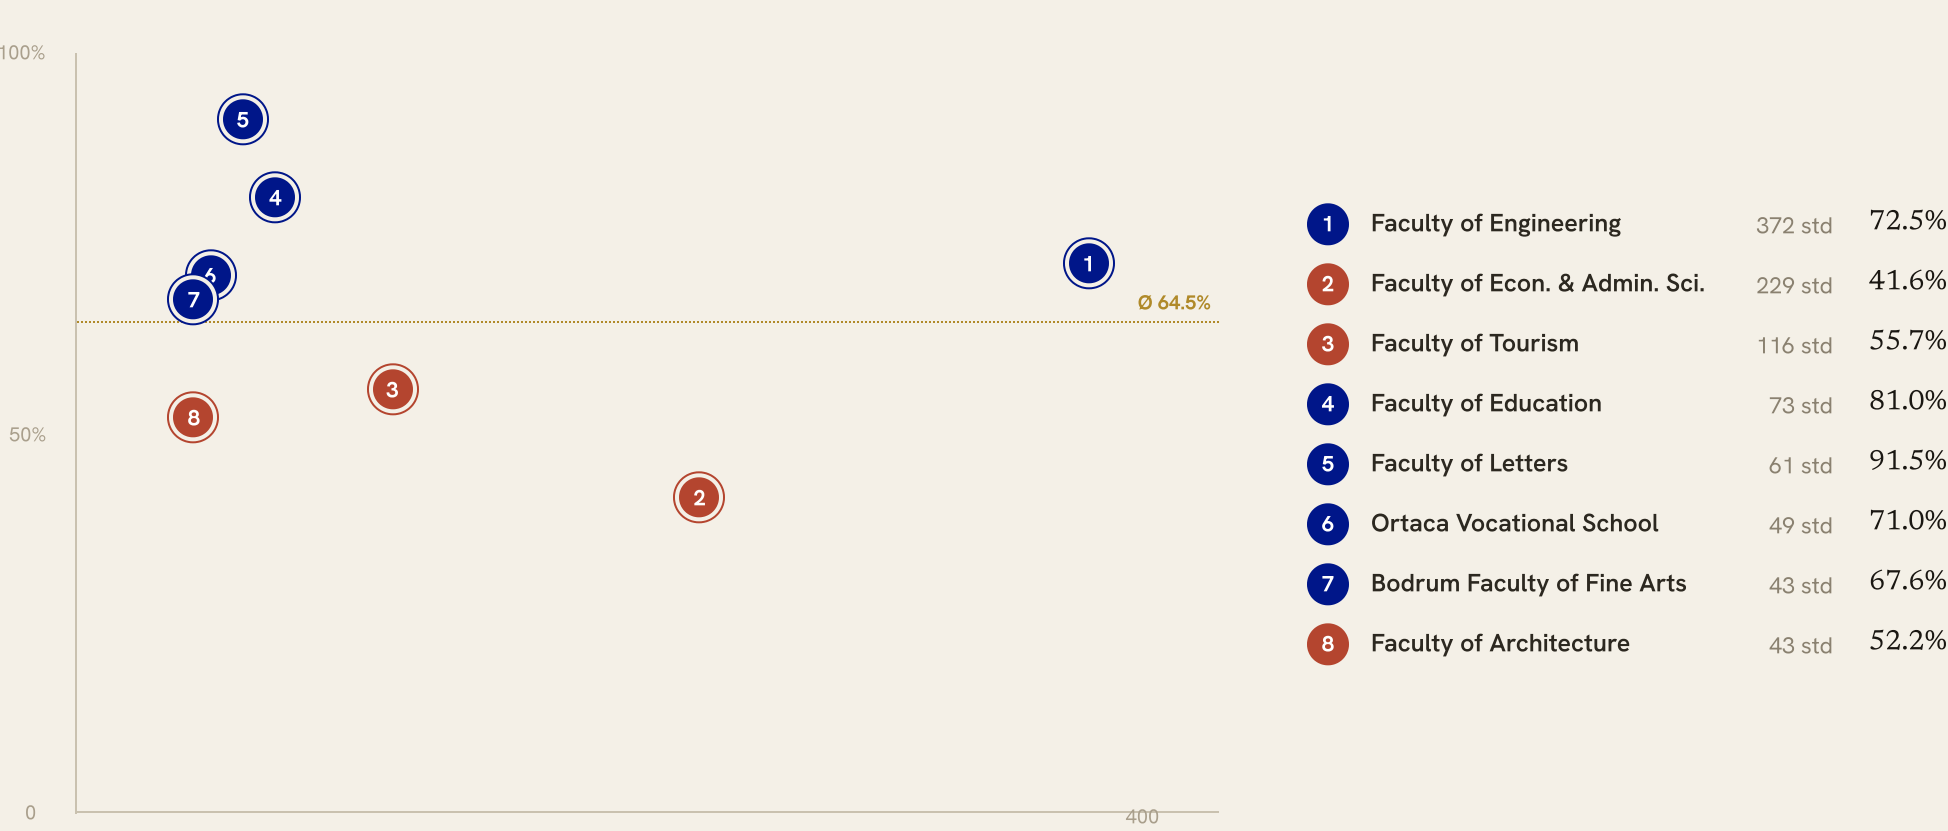 100%
5
4
6
7
1
Ø 64.5%
3
8
50%
2
0
400
1 Faculty of Engineering 372 std 72.5%
2 Faculty of Econ. & Admin. Sci. 229 std 41.6%
3 Faculty of Tourism 116 std 55.7%
4 Faculty of Education 73 std 81.0%
5 Faculty of Letters 61 std 91.5%
6 Ortaca Vocational School 49 std 71.0%
7 Bodrum Faculty of Fine Arts 43 std 67.6%
8 Faculty of Architecture 43 std 52.2%